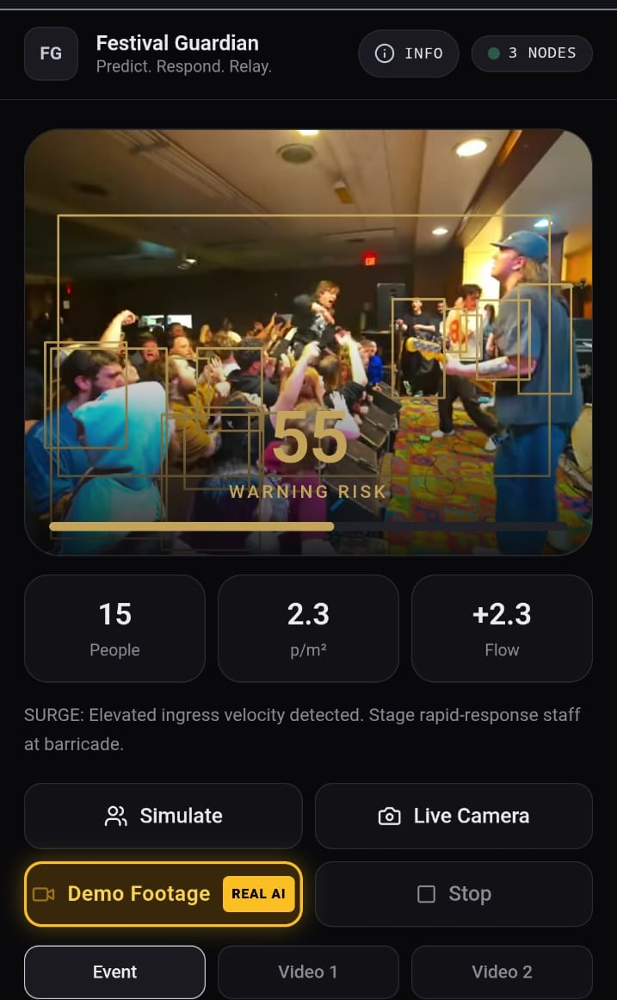 FG
Festival Guardian
Predict. Respond. Relay.
INFO
3 NODES
EXIT
8
55
WARNING RISK
15
People
2.3
p/m²
+2.3
Flow
SURGE: Elevated ingress velocity detected. Stage rapid-response staff
at barricade.
Simulate
Live Camera
Demo Footage
REAL AI
Stop
Event
Video 1
Video 2